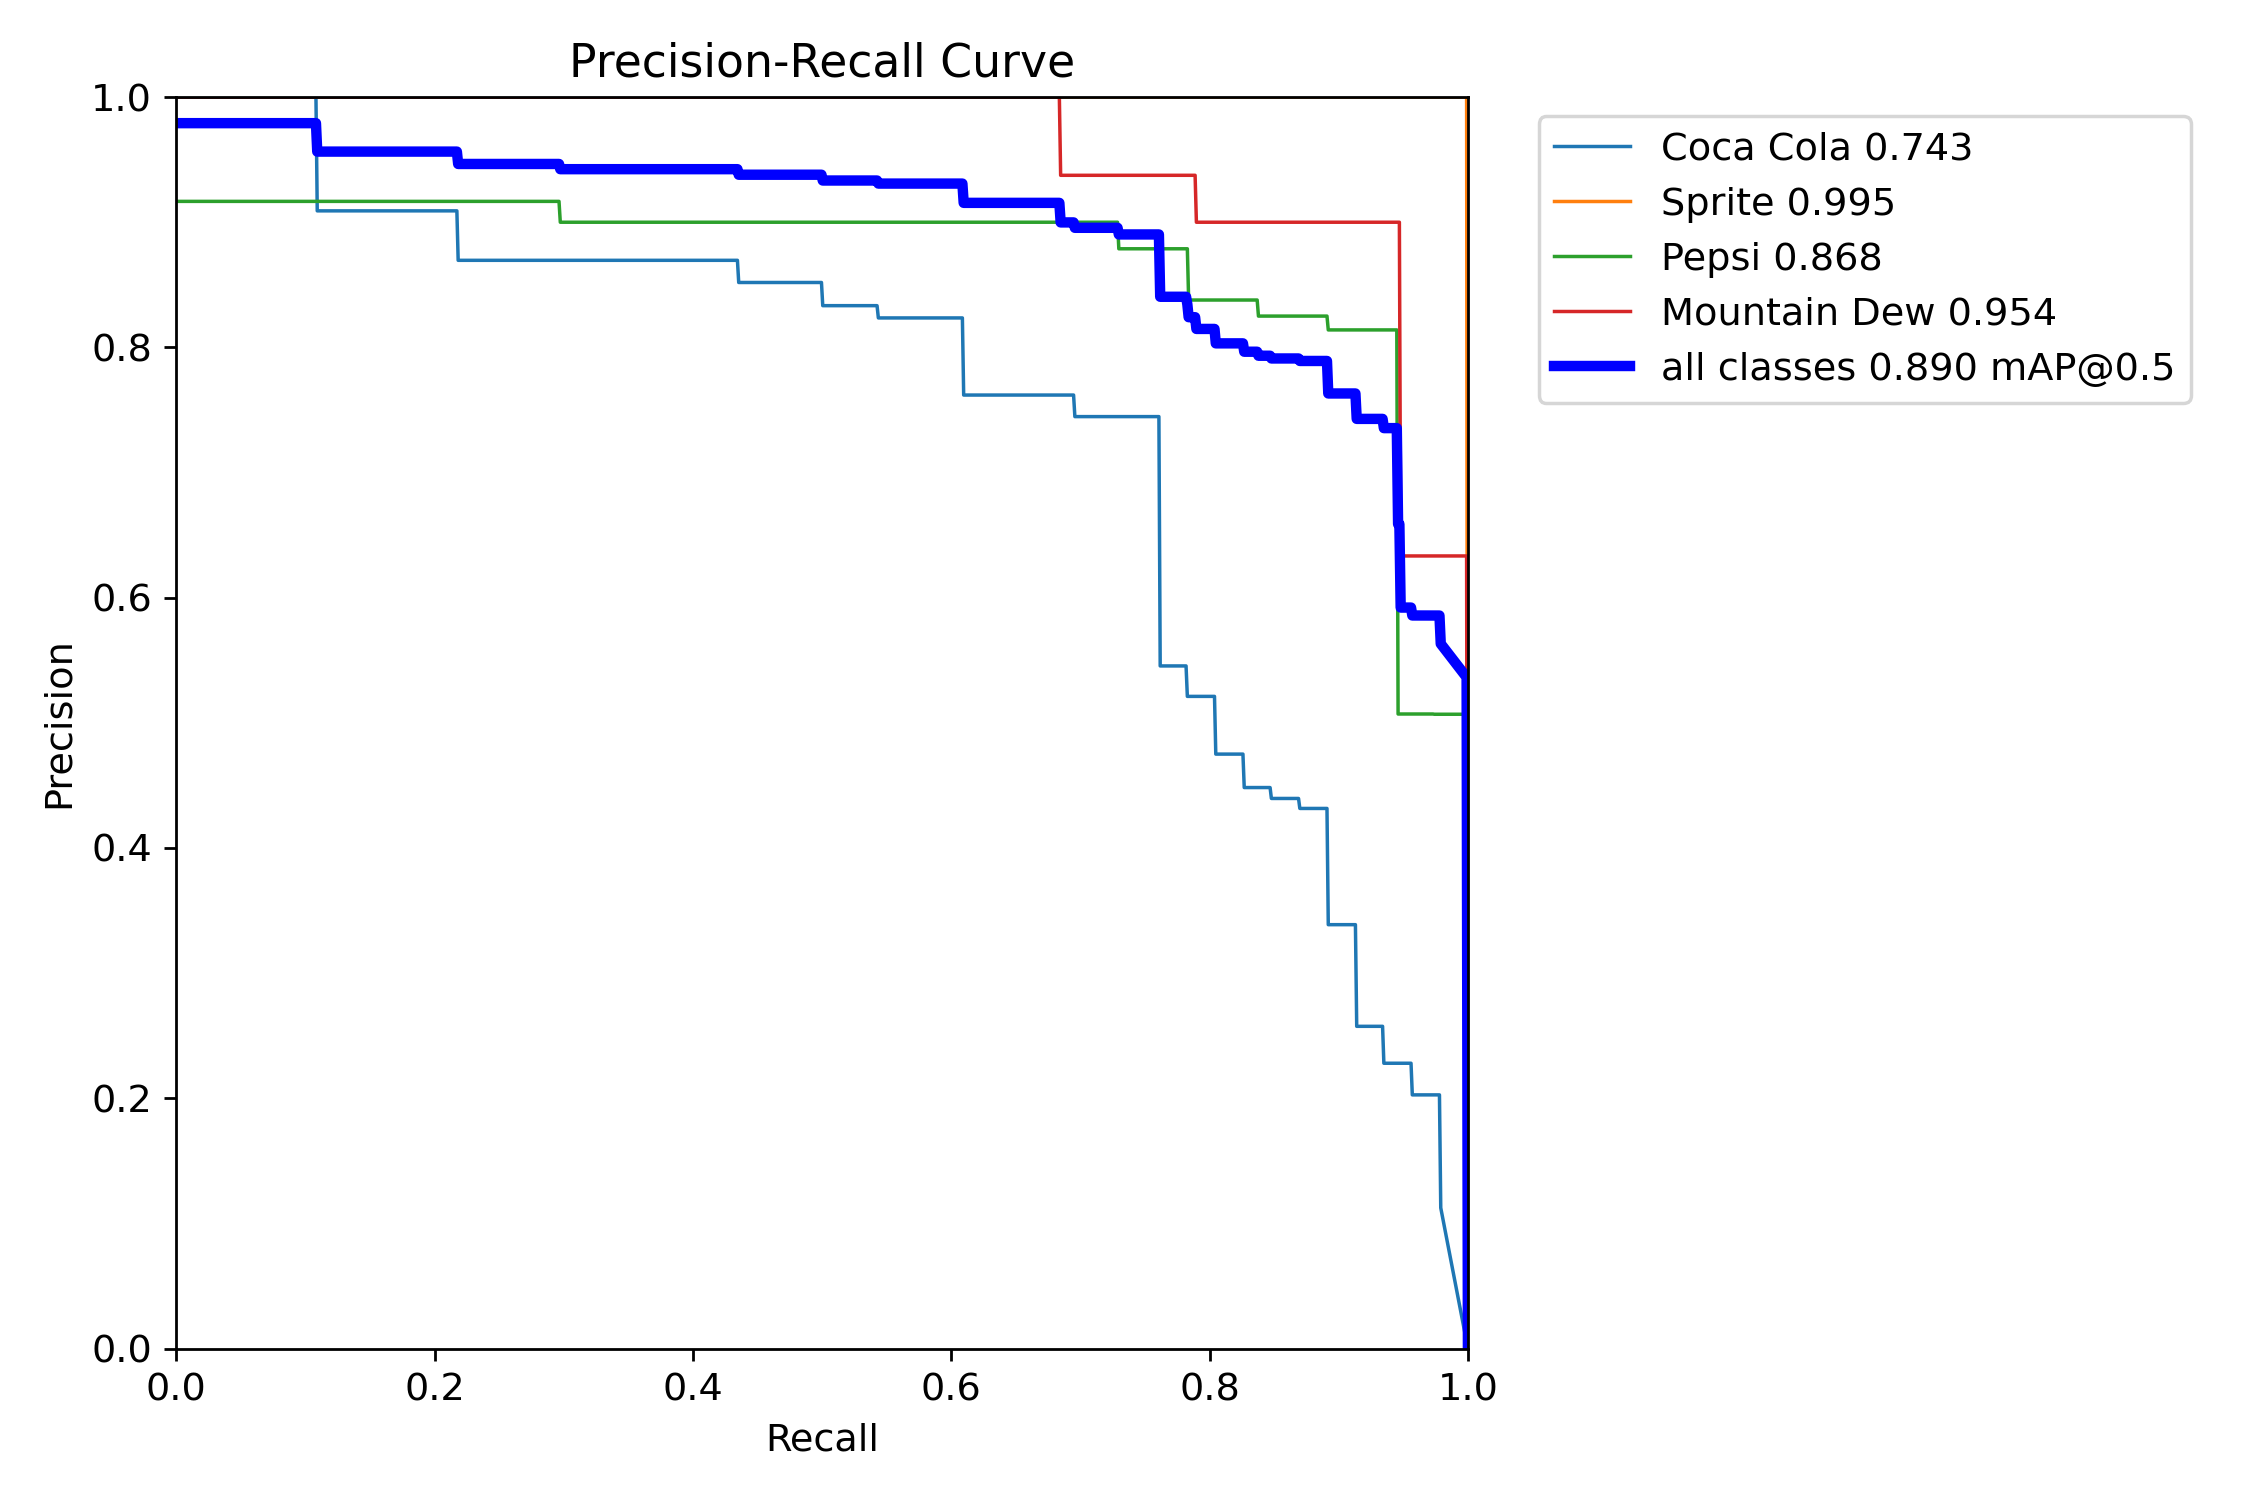 Precision-Recall Curve
1.0
0.8
0.6
0.4
0.2
0.0
Precision
0.0 0.2 0.4 0.6 0.8 1.0
Recall
Coca Cola 0.743
Sprite 0.995
Pepsi 0.868
Mountain Dew 0.954
all classes 0.890 mAP@0.5